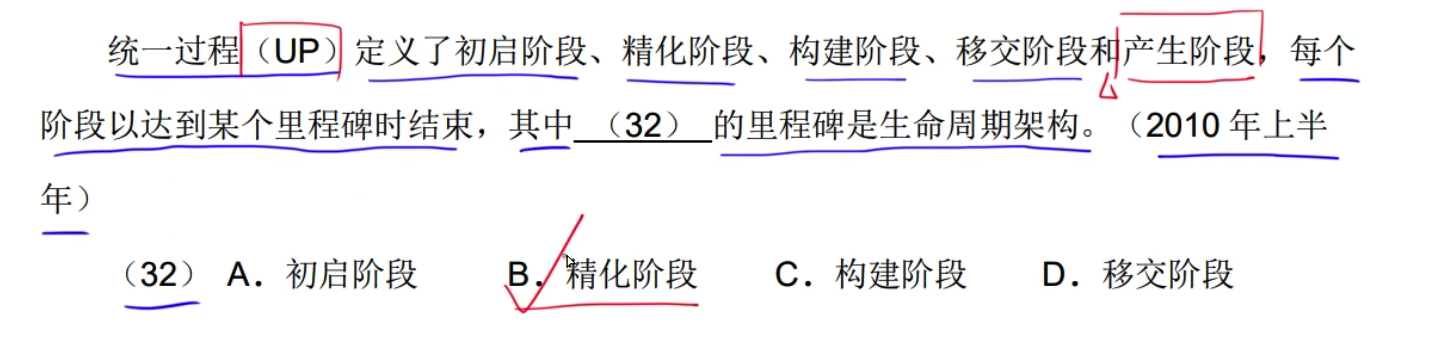 统一过程（UP）定义了初启阶段、精化阶段、构建阶段、移交阶段和产生阶段，每个
阶段以达到某个里程碑时结束，其中 （32） 的里程碑是生命周期架构。（2010 年上半
年）
（32） A．初启阶段 B．精化阶段 C．构建阶段 D．移交阶段